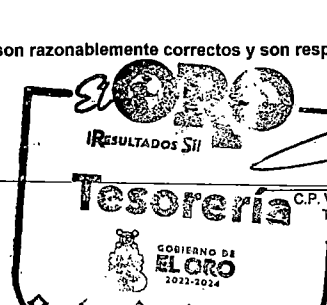 son razonablemente correctos y son resp
El ORO
¡RESULTADOS SÍ!
Tesorería
C.P. V
T
GOBIERNO DE
EL ORO
2022-2024